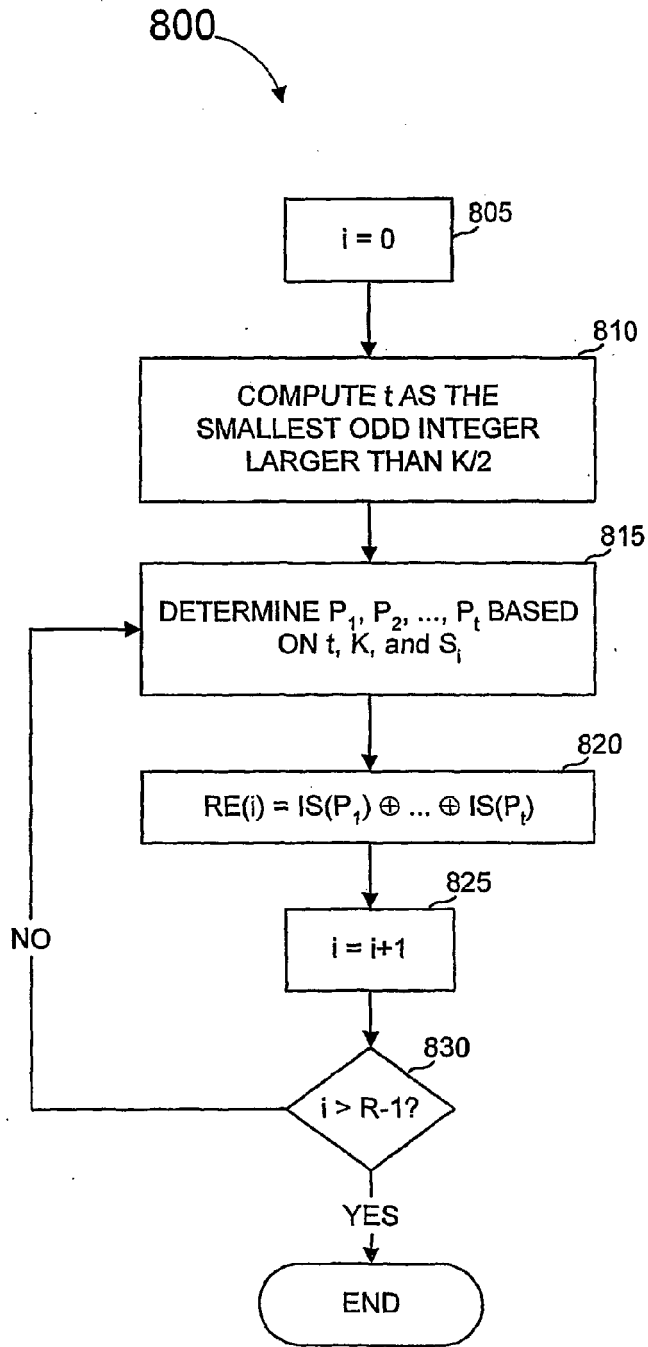 800
805
i = 0
810
COMPUTE t AS THE
SMALLEST ODD INTEGER
LARGER THAN K/2
815
DETERMINE P₁, P₂, ..., Pₜ BASED
ON t, K, and Sᵢ
820
RE(i) = IS(P₁) ⊕ ... ⊕ IS(Pₜ)
825
i = i+1
NO
830
i > R-1?
YES
END